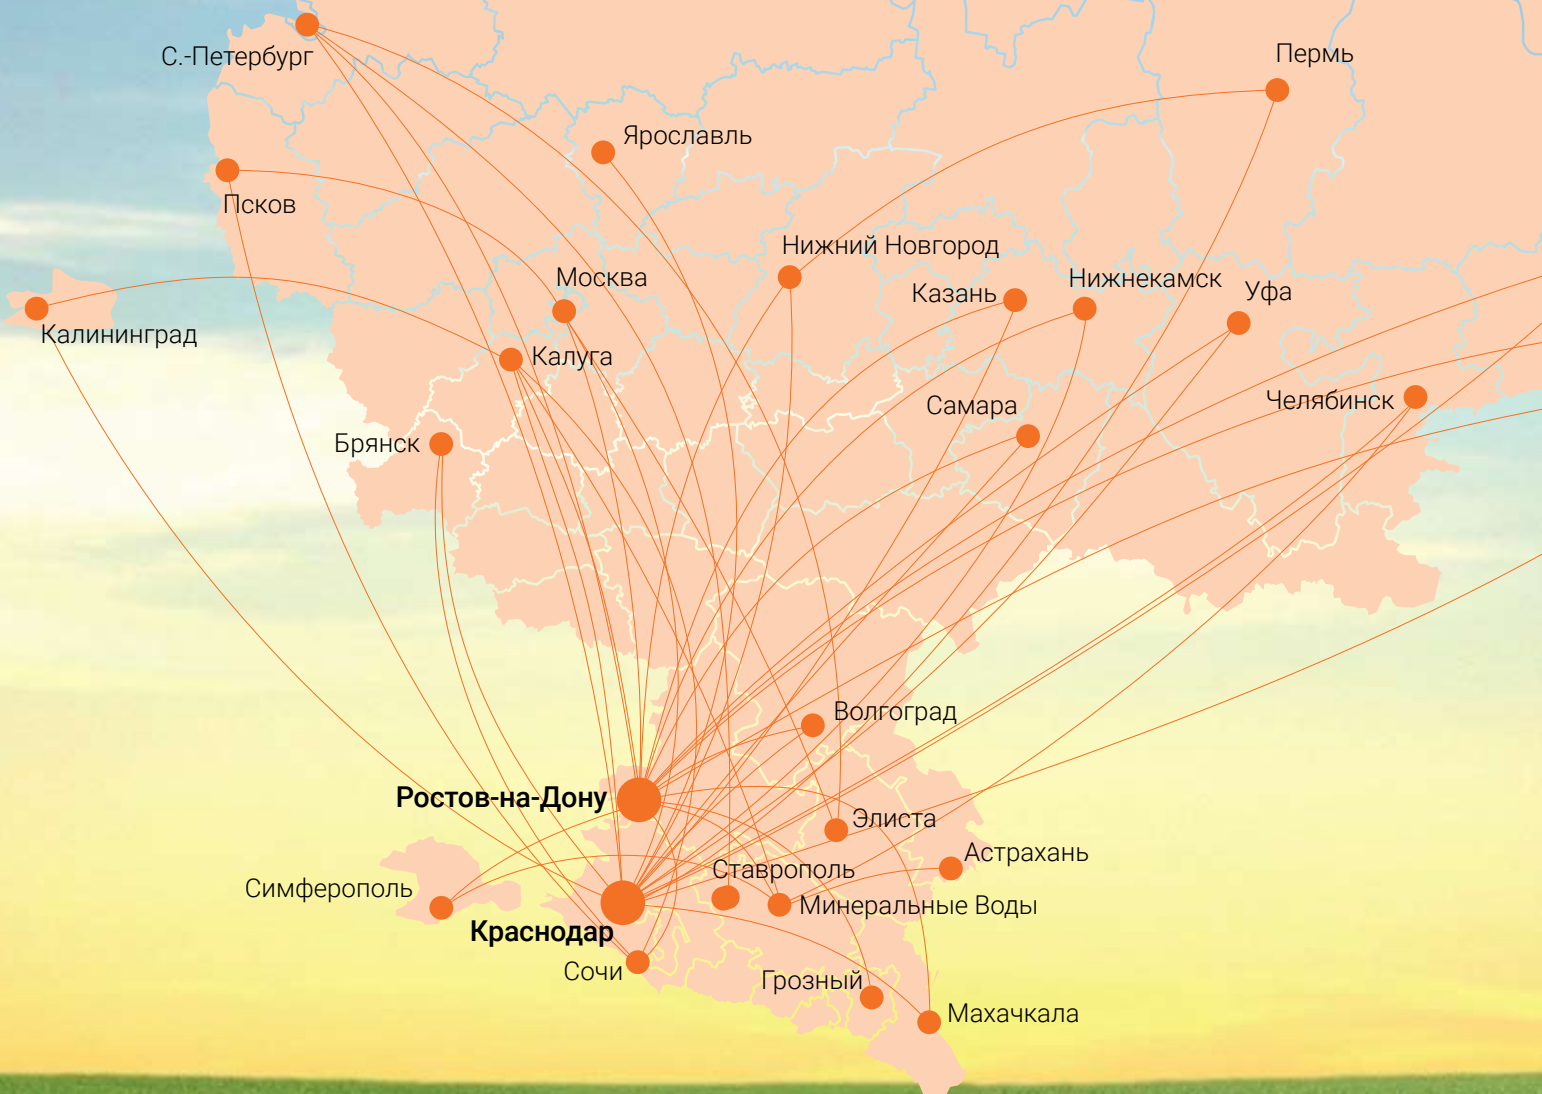 С.-Петербург
Пермь
Ярославль
Псков
Нижний Новгород
Москва
Казань
Нижнекамск
Уфа
Калининград
Калуга
Челябинск
Самара
Брянск
Волгоград
Ростов-на-Дону
Элиста
Астрахань
Ставрополь
Симферополь
Минеральные Воды
Краснодар
Сочи
Грозный
Махачкала